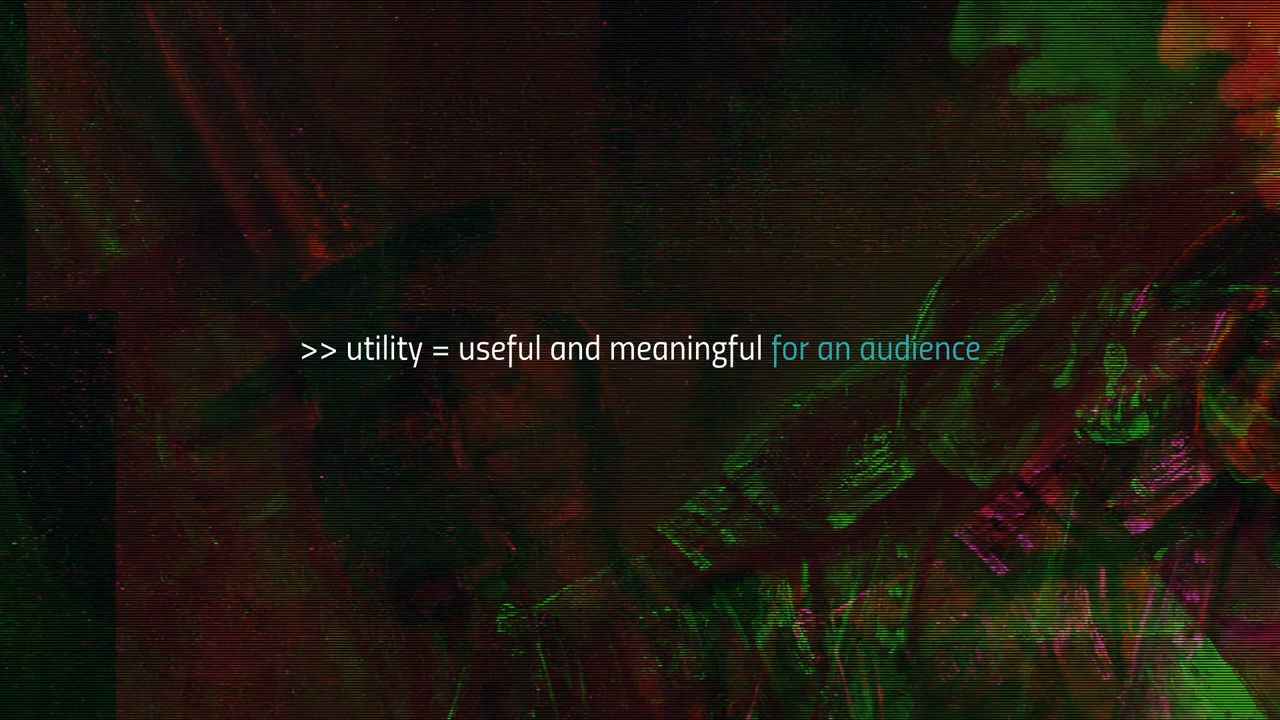 >> utility = useful and meaningful for an audience